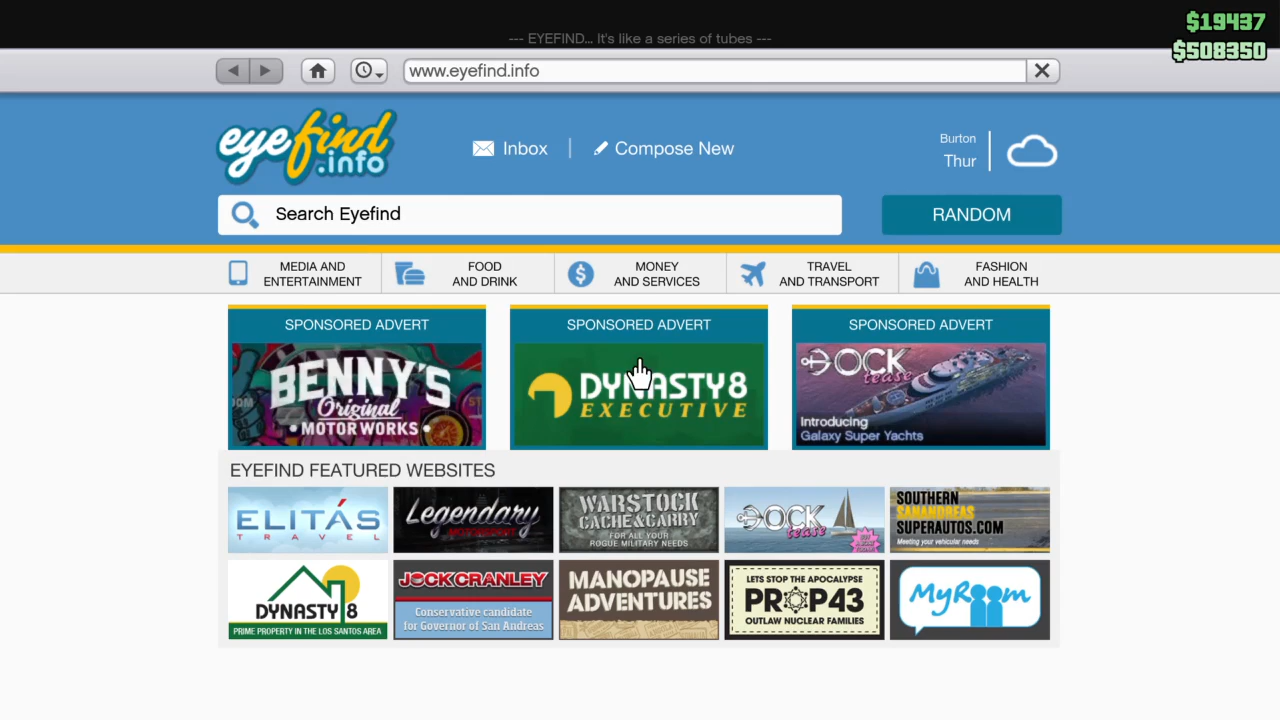 --- EYEFIND... It's like a series of tubes ---
$19437
$508350
www.eyefind.info
eyefind
.info
Inbox
Compose New
Burton
Thur
Search Eyefind
RANDOM
MEDIA AND
ENTERTAINMENT
FOOD
AND DRINK
MONEY
AND SERVICES
TRAVEL
AND TRANSPORT
FASHION
AND HEALTH
SPONSORED ADVERT
BENNY'S
Original
• MOTOR WORKS •
SPONSORED ADVERT
DYNASTY8
EXECUTIVE
SPONSORED ADVERT
DOCK
tease
Introducing
Galaxy Super Yachts
EYEFIND FEATURED WEBSITES
ELITÁS
TRAVEL
Legendary
MOTORSPORT
WARSTOCK
CACHE & CARRY
FOR ALL YOUR
ROGUE MILITARY NEEDS
DOCK
tease
SOUTHERN
SANANDREAS
SUPERAUTOS.COM
Meeting your vehicular needs
DYNASTY 8
PRIME PROPERTY IN THE LOS SANTOS AREA
JOCK CRANLEY
Conservative candidate
for Governor of San Andreas
MANOPAUSE
ADVENTURES
LETS STOP THE APOCALYPSE
PROP43
OUTLAW NUCLEAR FAMILIES
MyRoom